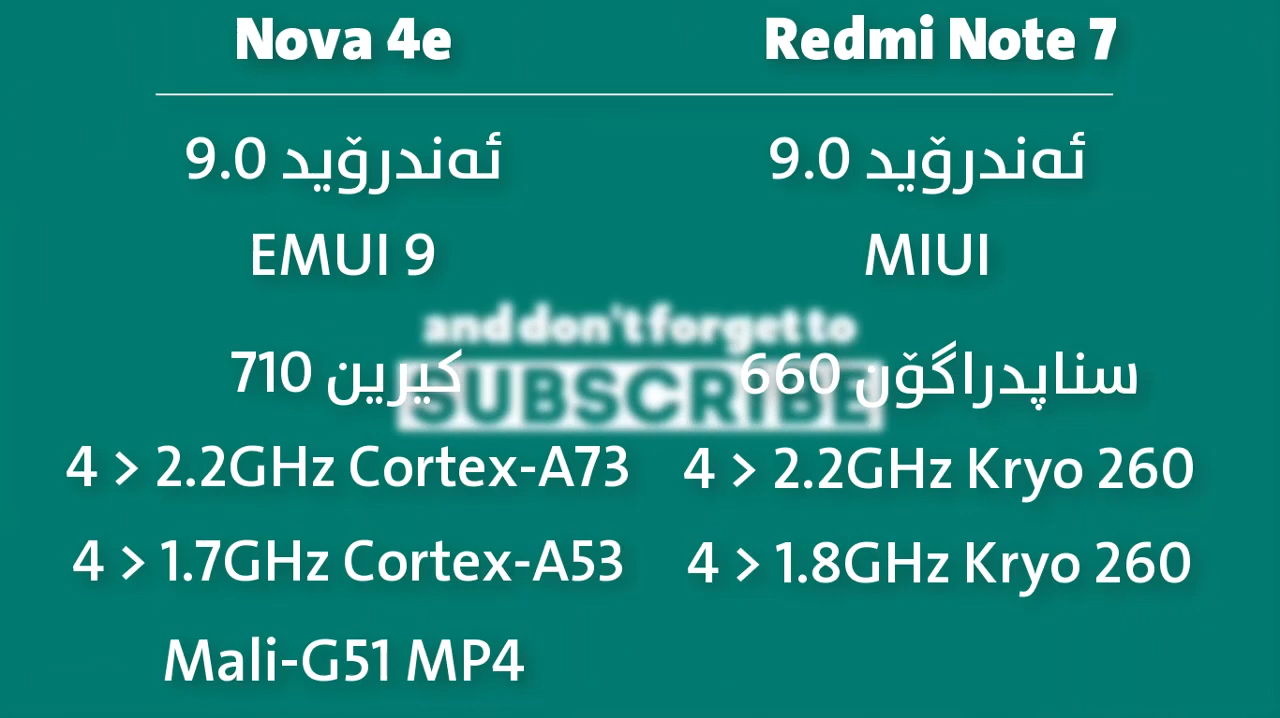 Nova 4e Redmi Note 7
ئەندرۆید 9.0 ئەندرۆید 9.0
EMUI 9 MIUI
and don't forget to
کیرین 710 سناپدراگۆن 660
SUBSCRIBE
4 > 2.2GHz Cortex-A73 4 > 2.2GHz Kryo 260
4 > 1.7GHz Cortex-A53 4 > 1.8GHz Kryo 260
Mali-G51 MP4